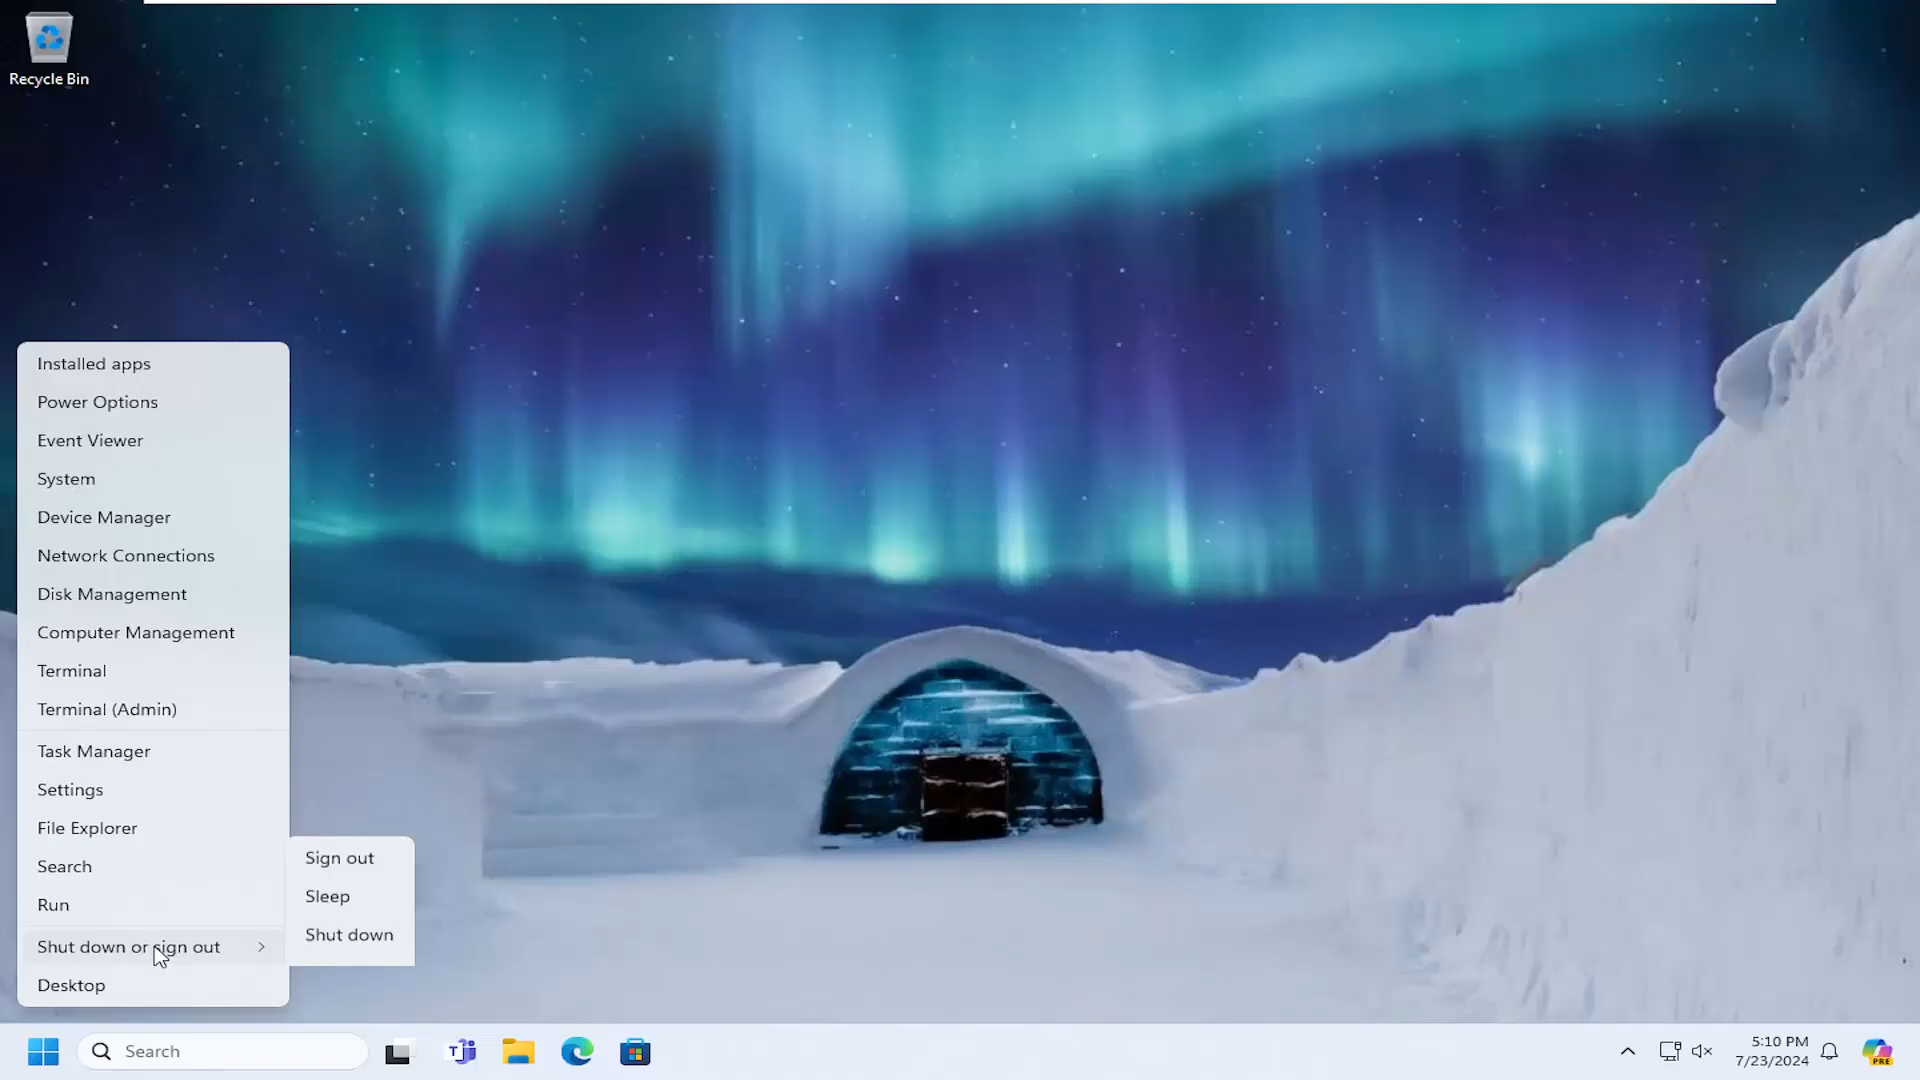 Recycle Bin
Installed apps
Power Options
Event Viewer
System
Device Manager
Network Connections
Disk Management
Computer Management
Terminal
Terminal (Admin)
Task Manager
Settings
File Explorer
Search
Run
Shut down or sign out
Desktop
Sign out
Sleep
Shut down
Search
5:10 PM
7/23/2024
PRE